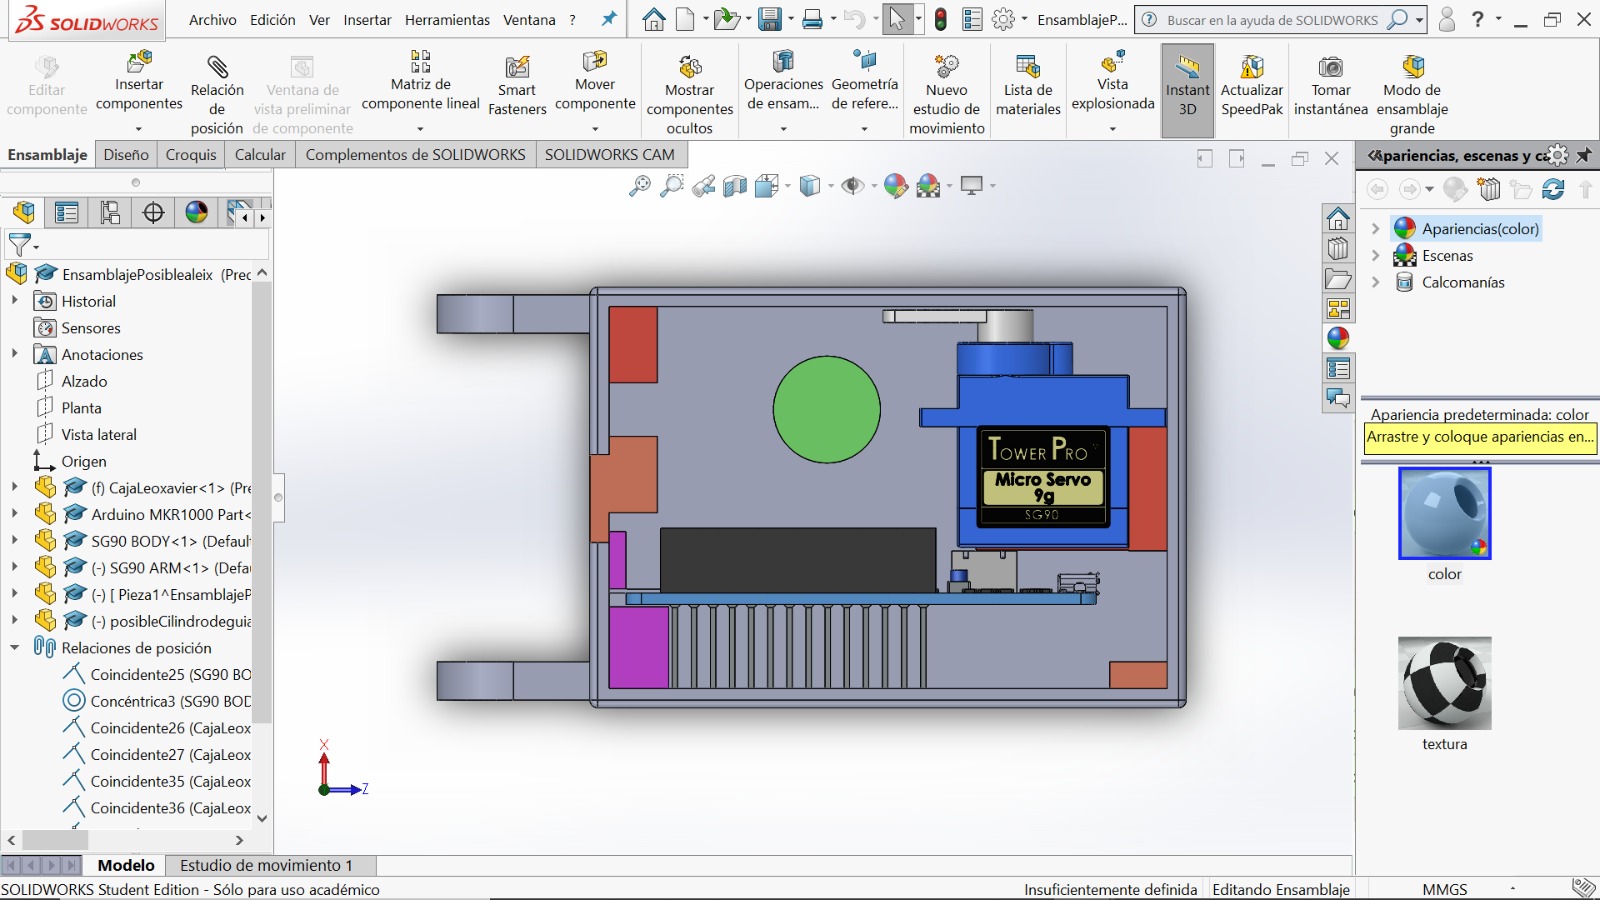 SOLIDWORKS
Archivo Edición Ver Insertar Herramientas Ventana ?
EnsamblajeP...
Buscar en la ayuda de SOLIDWORKS
?
Editar componente
Insertar componentes
Relación de posición
Ventana de vista preliminar de componente
Matriz de componente lineal
Smart Fasteners
Mover componente
Mostrar componentes ocultos
Operaciones de ensam...
Geometría de refere...
Nuevo estudio de movimiento
Lista de materiales
Vista explosionada
Instant 3D
Actualizar SpeedPak
Tomar instantánea
Modo de ensamblaje grande
Ensamblaje Diseño Croquis Calcular Complementos de SOLIDWORKS SOLIDWORKS CAM
EnsamblajePosiblealeix (Prec
Historial
Sensores
Anotaciones
Alzado
Planta
Vista lateral
Origen
(f) CajaLeoxavier<1> (Pre
Arduino MKR1000 Part<
SG90 BODY<1> (Default
(-) SG90 ARM<1> (Defa
(-) [ Pieza1^EnsamblajeP
(-) posibleCilindrodeguia
Relaciones de posición
Coincidente25 (SG90 BO
Concéntrica3 (SG90 BOD
Coincidente26 (CajaLeox
Coincidente27 (CajaLeox
Coincidente35 (CajaLeox
Coincidente36 (CajaLeox
Tower Pro
Micro Servo
9g
SG90
X
Z
Apariencias, escenas y ca
Apariencias(color)
Escenas
Calcomanías
Apariencia predeterminada: color
Arrastre y coloque apariencias en...
color
textura
Modelo Estudio de movimiento 1
SOLIDWORKS Student Edition - Sólo para uso académico
Insuficientemente definida Editando Ensamblaje MMGS